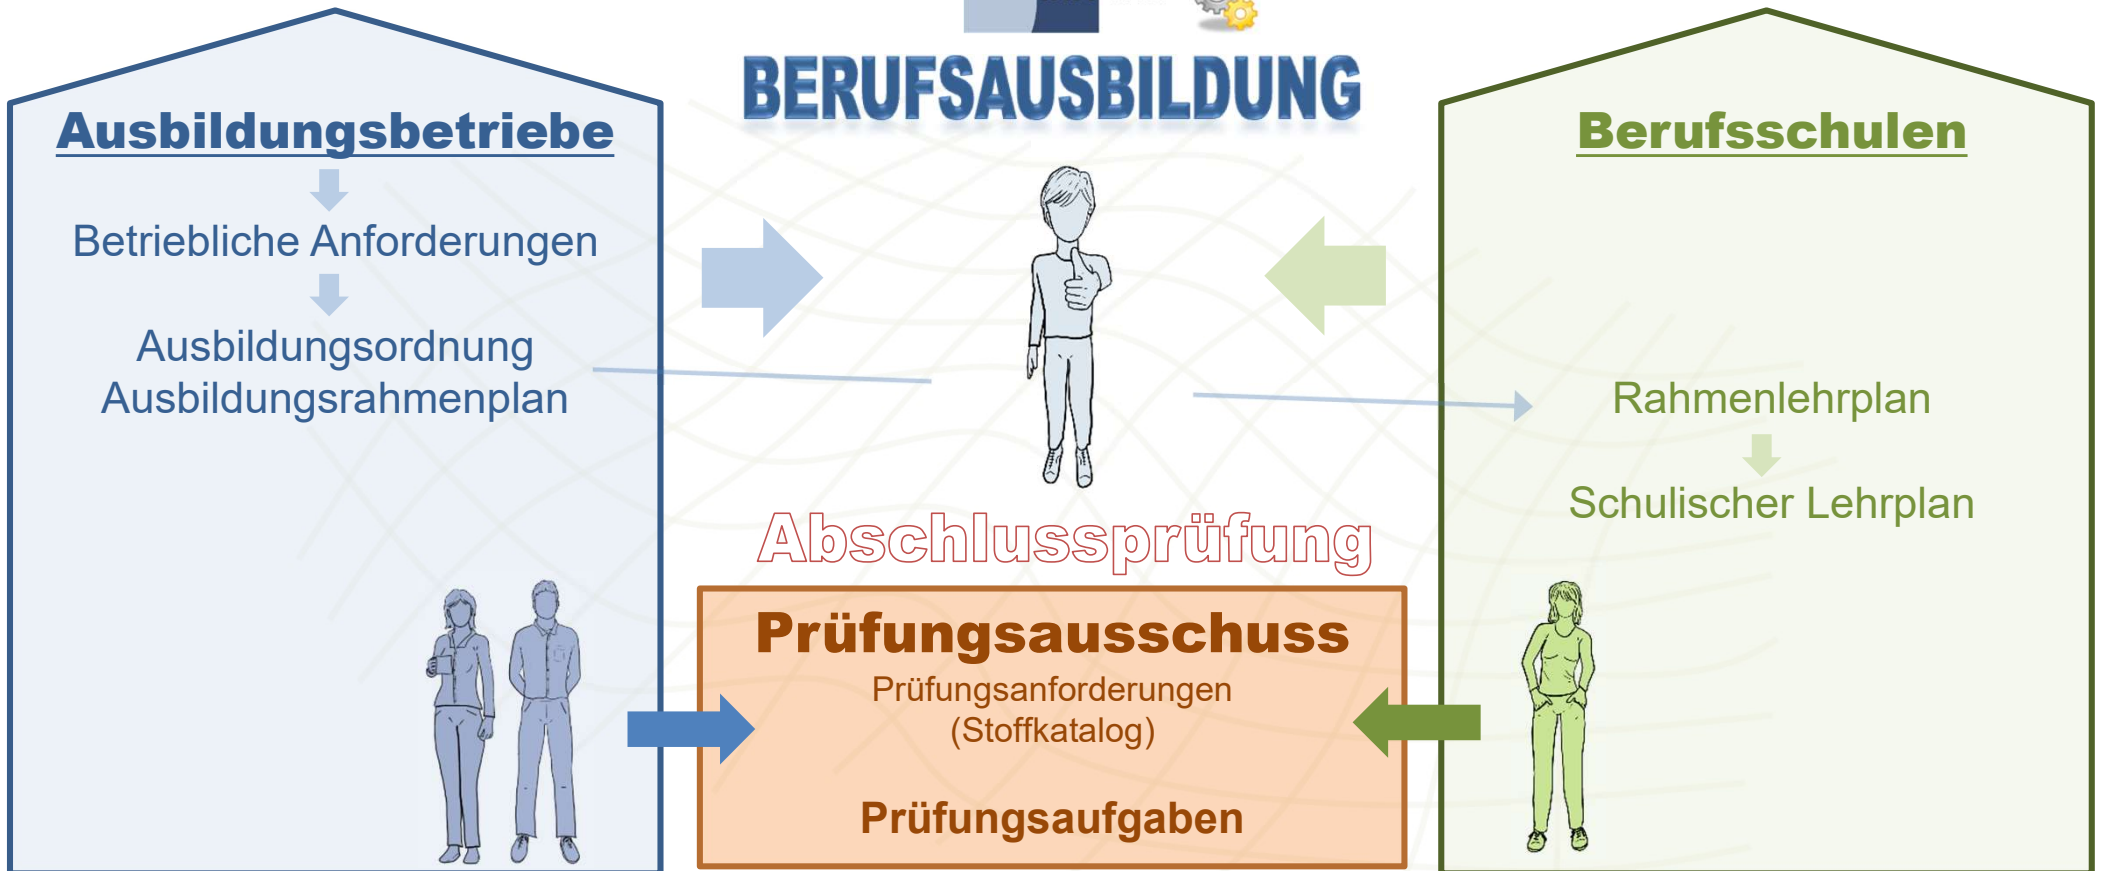 BERUFSAUSBILDUNG
Ausbildungsbetriebe
Betriebliche Anforderungen
Ausbildungsordnung
Ausbildungsrahmenplan
Berufsschulen
Rahmenlehrplan
Schulischer Lehrplan
Abschlussprüfung
Prüfungsausschuss
Prüfungsanforderungen
(Stoffkatalog)
Prüfungsaufgaben